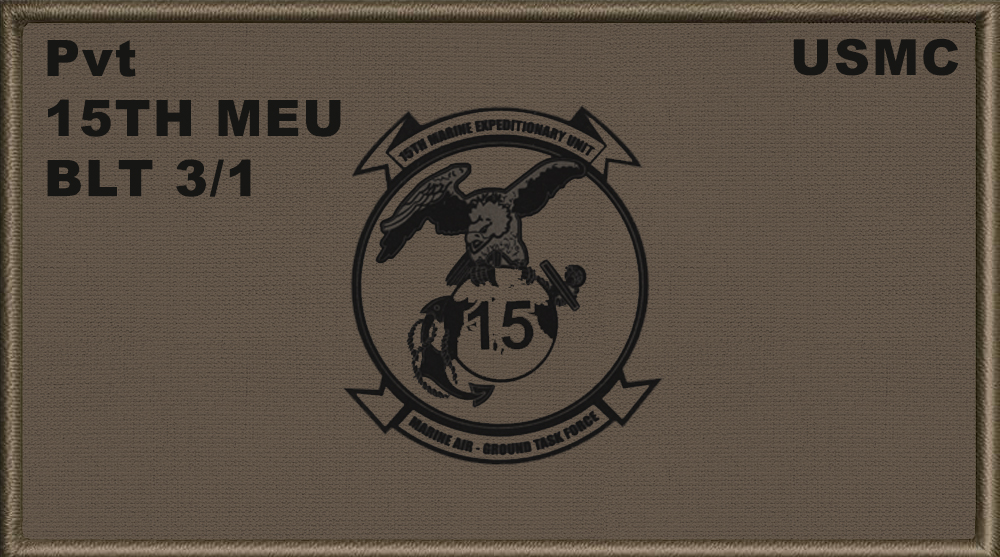 Pvt
USMC
15TH MEU
BLT 3/1
15TH MARINE EXPEDITIONARY UNIT
15
MARINE AIR - GROUND TASK FORCE